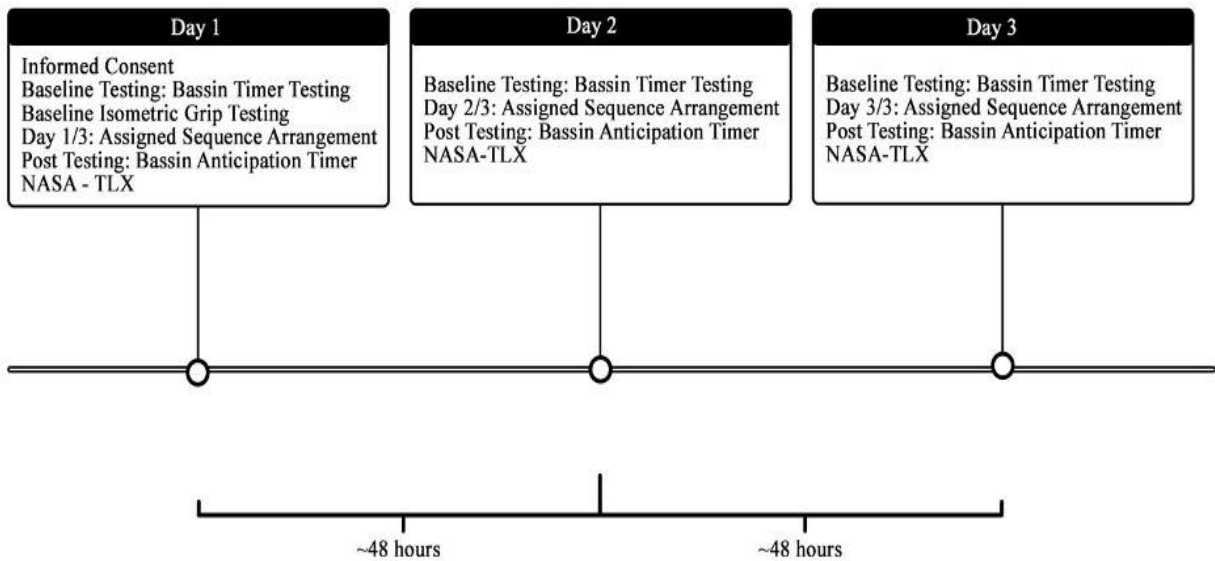 Day 1
Informed Consent
Baseline Testing: Bassin Timer Testing
Baseline Isometric Grip Testing
Day 1/3: Assigned Sequence Arrangement
Post Testing: Bassin Anticipation Timer
NASA - TLX
Day 2
Baseline Testing: Bassin Timer Testing
Day 2/3: Assigned Sequence Arrangement
Post Testing: Bassin Anticipation Timer
NASA-TLX
Day 3
Baseline Testing: Bassin Timer Testing
Day 3/3: Assigned Sequence Arrangement
Post Testing: Bassin Anticipation Timer
NASA-TLX
~48 hours
~48 hours